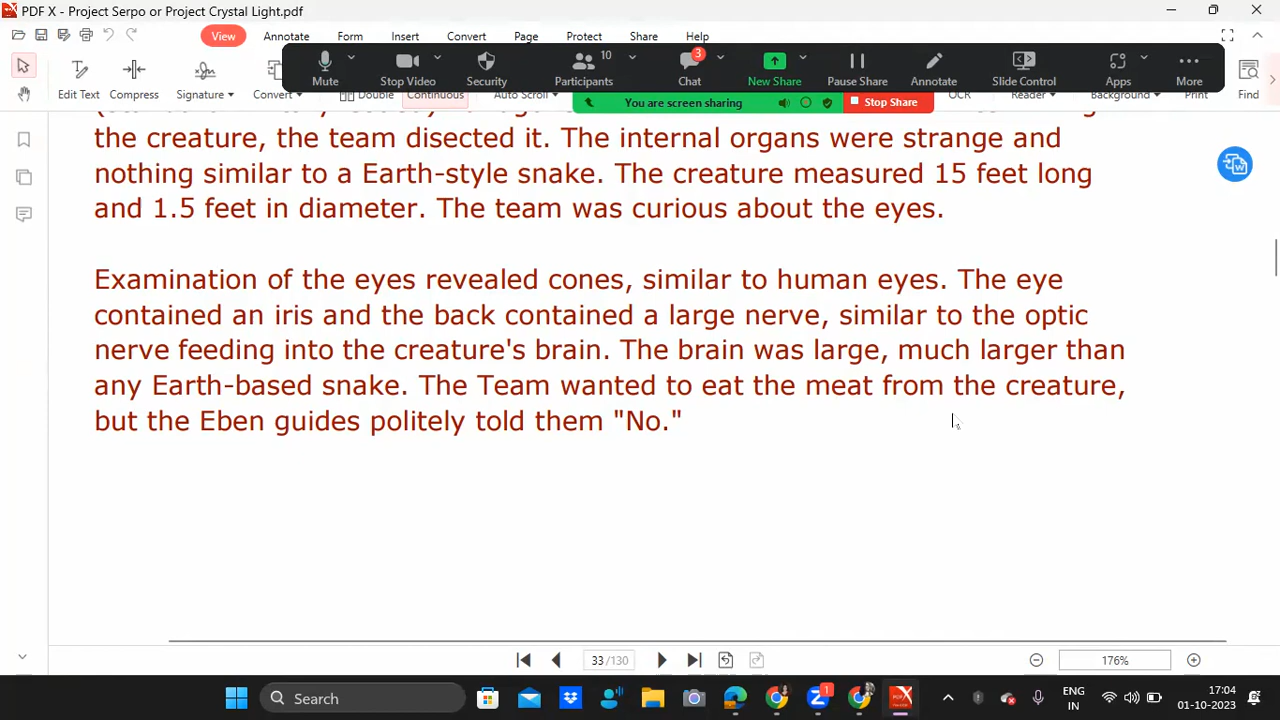 PDF X - Project Serpo or Project Crystal Light.pdf
View Annotate Form Insert Convert Page Protect Share Help
Mute Stop Video Security Participants 10 Chat 3 New Share Pause Share Annotate Slide Control Apps More
Edit Text Compress Signature Convert Double Continuous Auto Scroll OCR Reader Background Print Find
You are screen sharing Stop Share
the creature, the team disected it. The internal organs were strange and
nothing similar to a Earth-style snake. The creature measured 15 feet long
and 1.5 feet in diameter. The team was curious about the eyes.
Examination of the eyes revealed cones, similar to human eyes. The eye
contained an iris and the back contained a large nerve, similar to the optic
nerve feeding into the creature's brain. The brain was large, much larger than
any Earth-based snake. The Team wanted to eat the meat from the creature,
but the Eben guides politely told them "No."
33 /130
176%
Search
1
ENG
IN
17:04
01-10-2023